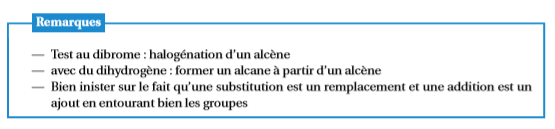 Remarques
— Test au dibrome : halogénation d'un alcène
— avec du dihydrogène : former un alcane à partir d'un alcène
— Bien inister sur le fait qu'une substitution est un remplacement et une addition est un
ajout en entourant bien les groupes